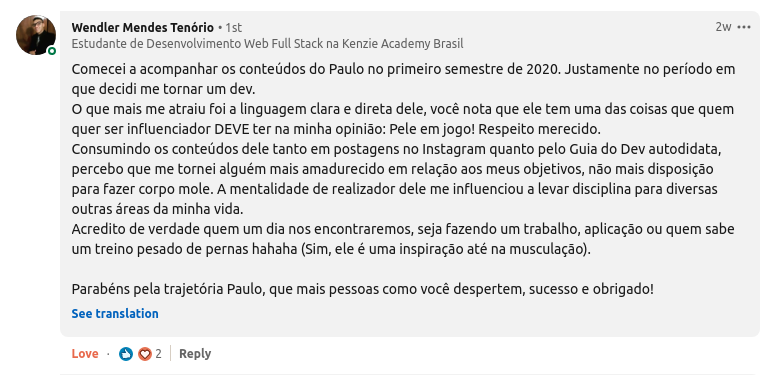 Wendler Mendes Tenório • 1st
2w •••
Estudante de Desenvolvimento Web Full Stack na Kenzie Academy Brasil
Comecei a acompanhar os conteúdos do Paulo no primeiro semestre de 2020. Justamente no período em
que decidi me tornar um dev.
O que mais me atraiu foi a linguagem clara e direta dele, você nota que ele tem uma das coisas que quem
quer ser influenciador DEVE ter na minha opinião: Pele em jogo! Respeito merecido.
Consumindo os conteúdos dele tanto em postagens no Instagram quanto pelo Guia do Dev autodidata,
percebo que me tornei alguém mais amadurecido em relação aos meus objetivos, não mais disposição
para fazer corpo mole. A mentalidade de realizador dele me influenciou a levar disciplina para diversas
outras áreas da minha vida.
Acredito de verdade quem um dia nos encontraremos, seja fazendo um trabalho, aplicação ou quem sabe
um treino pesado de pernas hahaha (Sim, ele é uma inspiração até na musculação).
Parabéns pela trajetória Paulo, que mais pessoas como você despertem, sucesso e obrigado!
See translation
Love · 2 | Reply